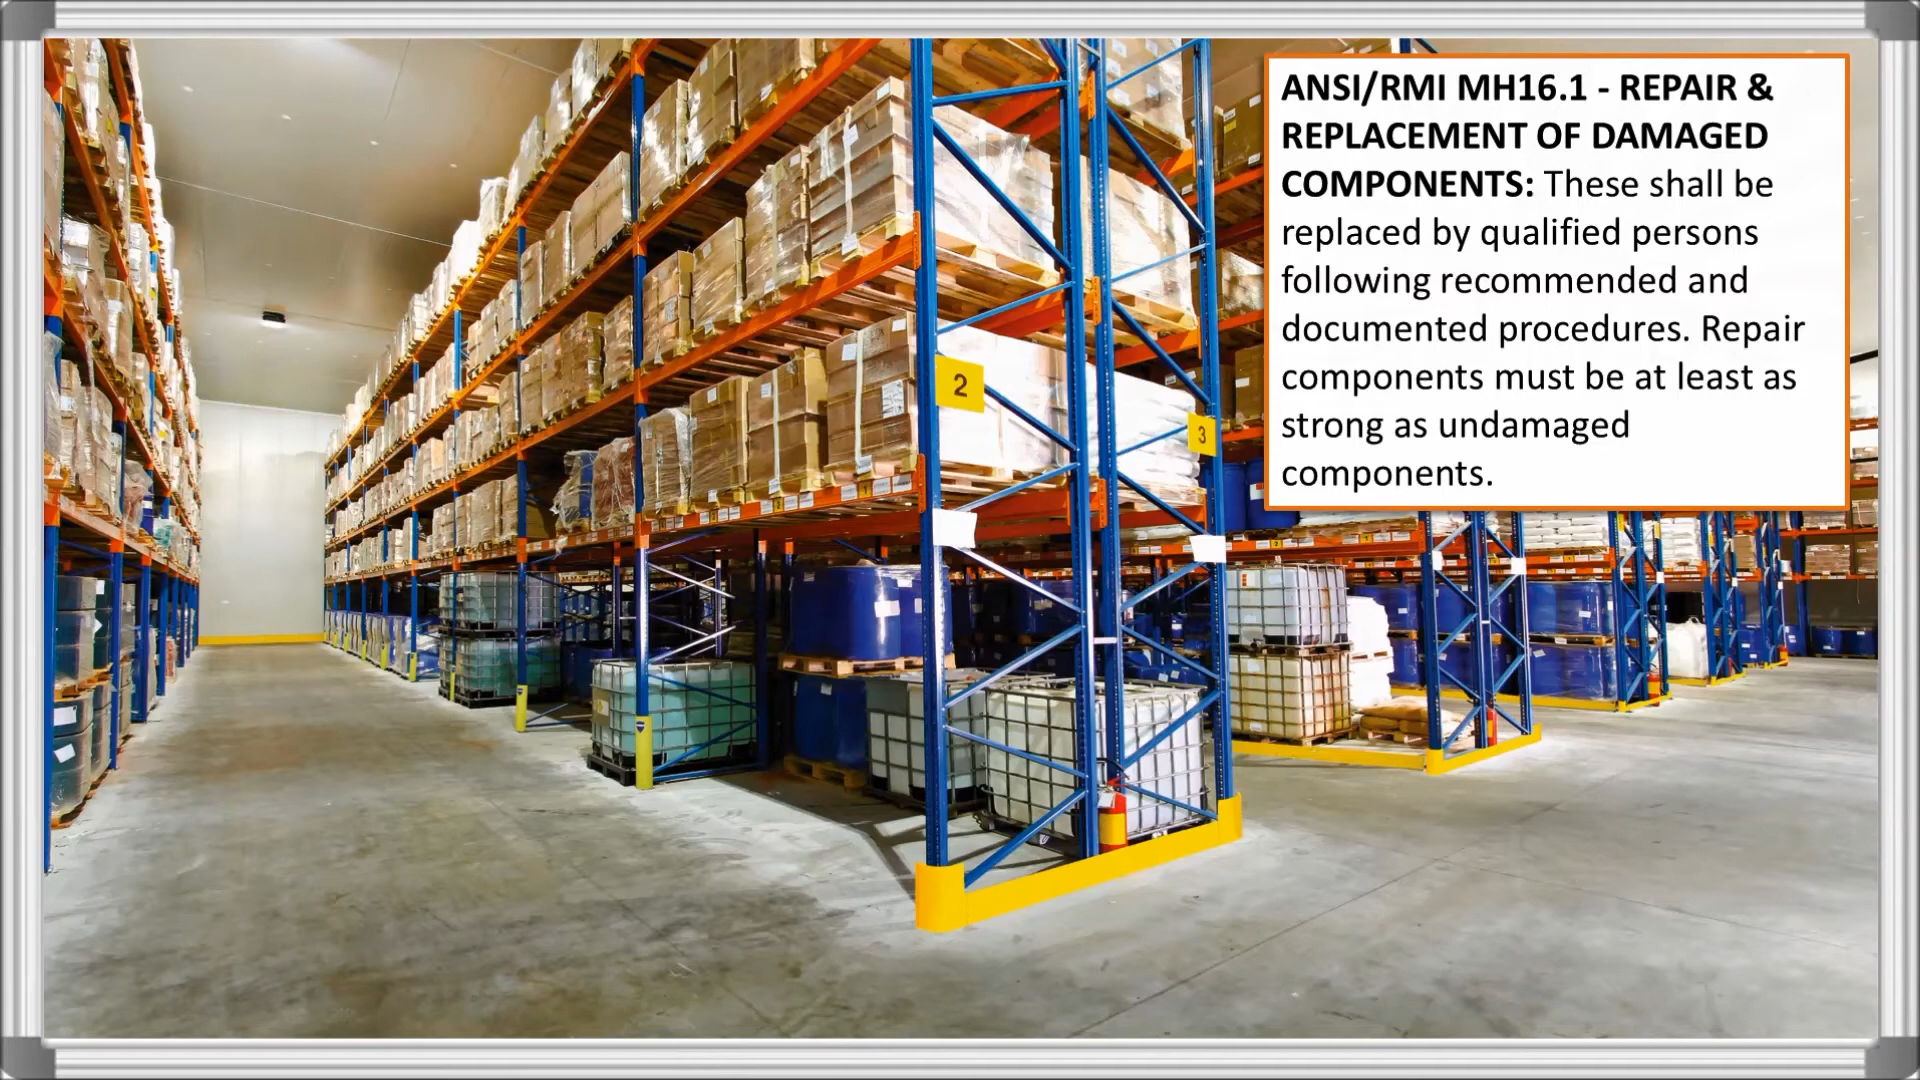 ANSI/RMI MH16.1 - REPAIR &
REPLACEMENT OF DAMAGED
COMPONENTS: These shall be
replaced by qualified persons
following recommended and
documented procedures. Repair
components must be at least as
strong as undamaged
components.
2
3